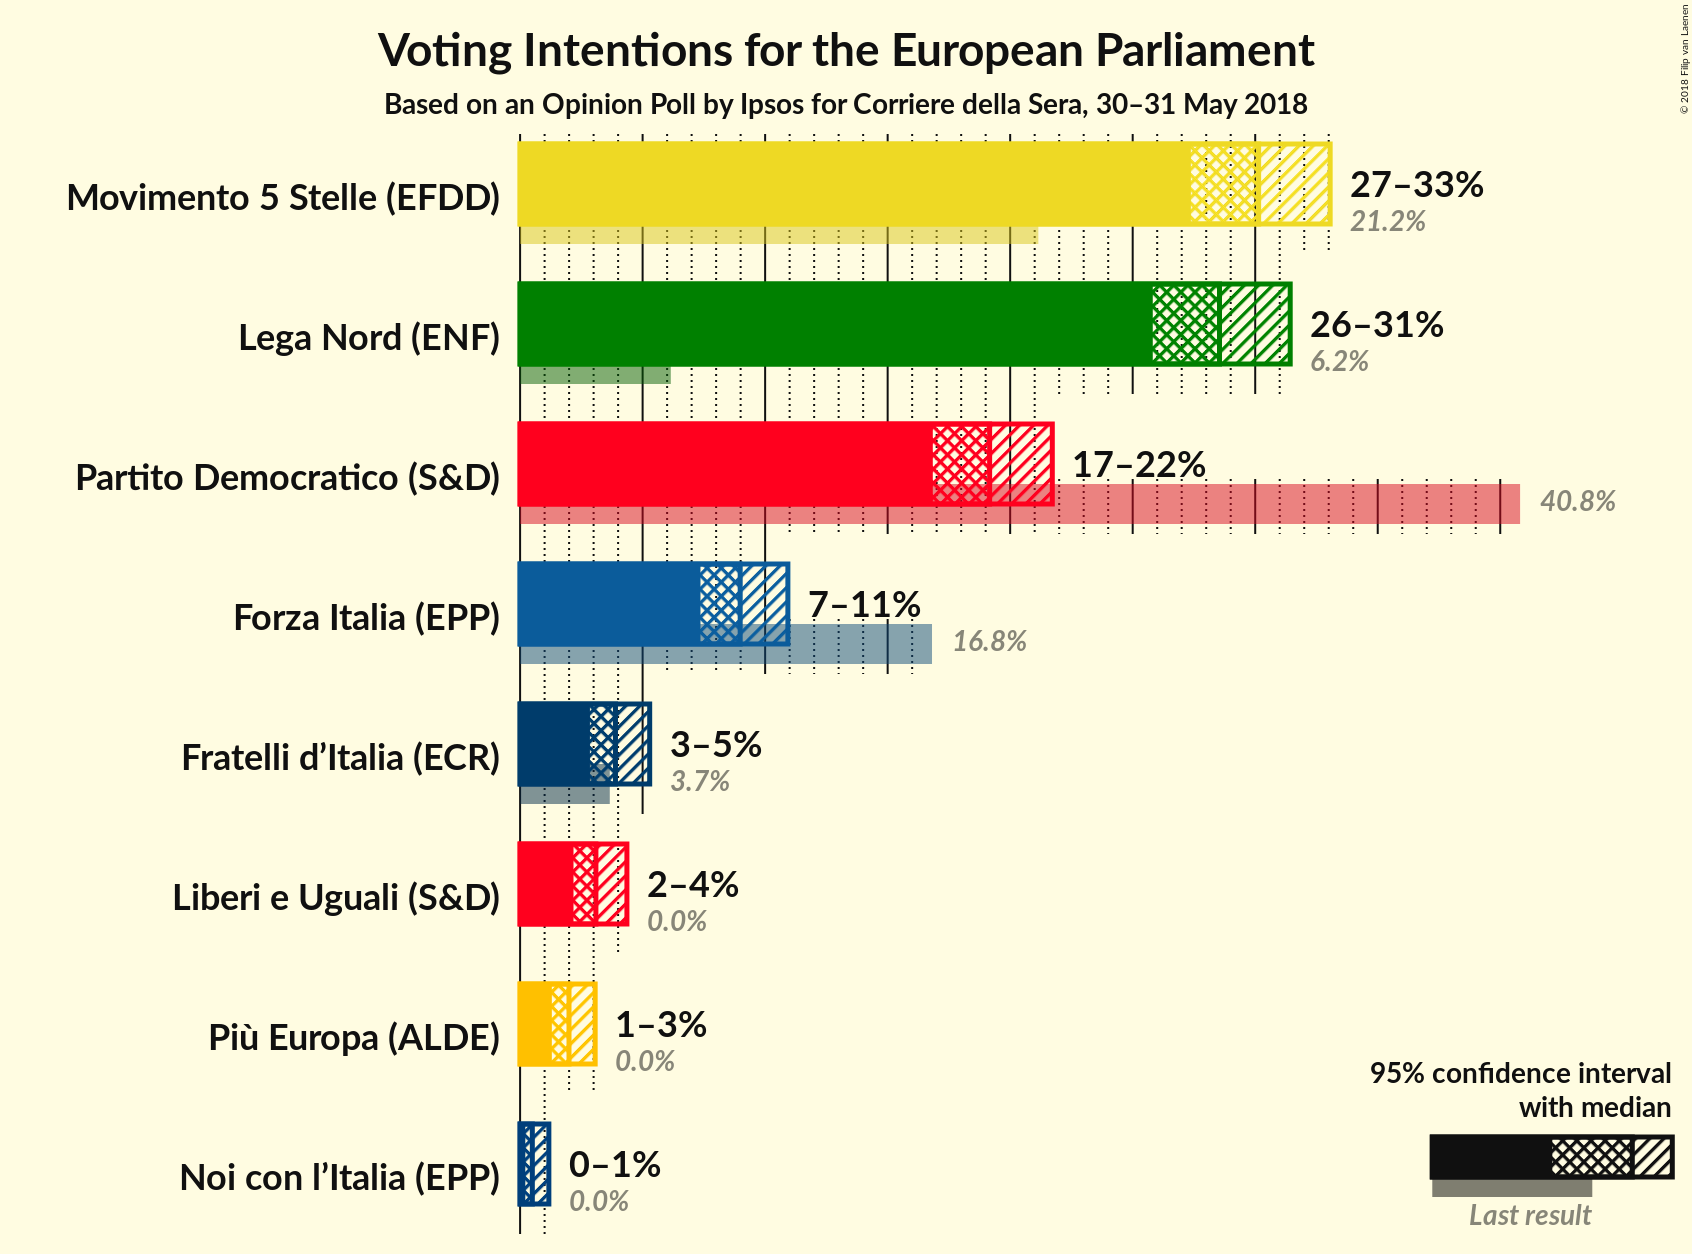 Voting Intentions for the European Parliament
Based on an Opinion Poll by Ipsos for Corriere della Sera, 30–31 May 2018
© 2018 Filip van Laenen
Movimento 5 Stelle (EFDD)
27–33%
21.2%
Lega Nord (ENF)
26–31%
6.2%
Partito Democratico (S&D)
17–22%
40.8%
Forza Italia (EPP)
7–11%
16.8%
Fratelli d’Italia (ECR)
3–5%
3.7%
Liberi e Uguali (S&D)
2–4%
0.0%
Più Europa (ALDE)
1–3%
0.0%
Noi con l’Italia (EPP)
0–1%
0.0%
95% confidence interval
with median
Last result